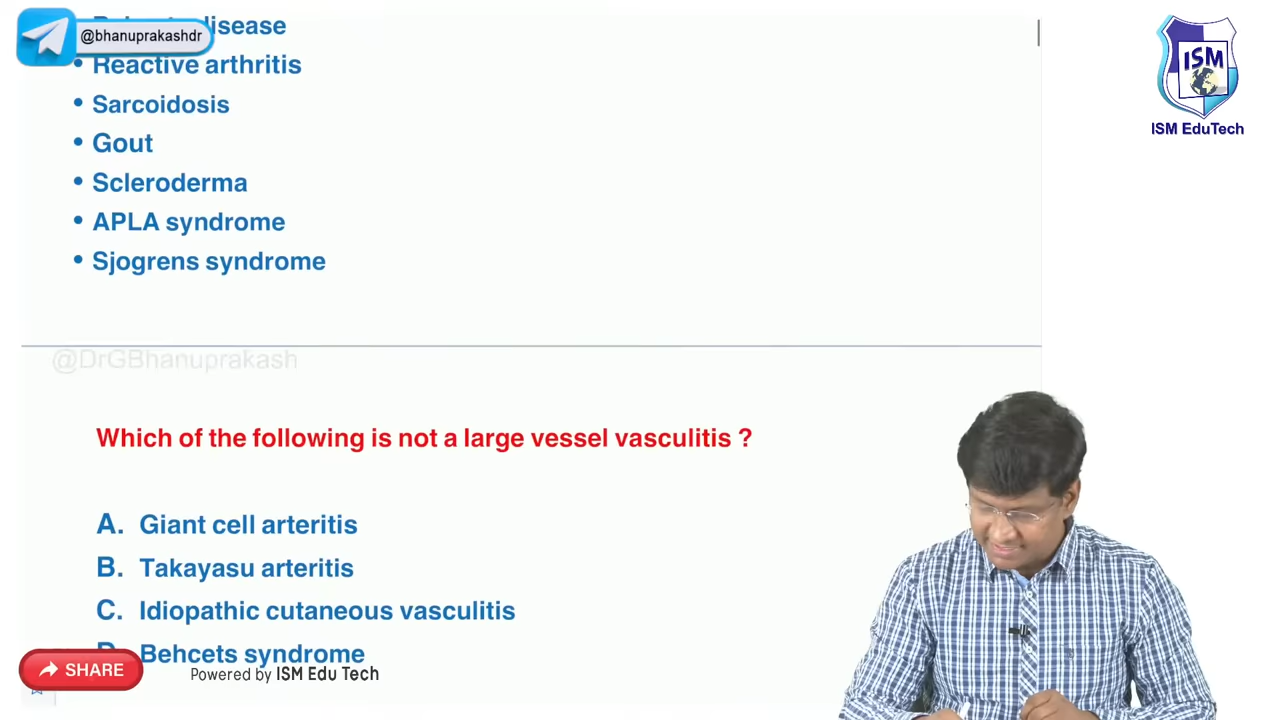 @bhanuprakashdr
disease
Reactive arthritis
Sarcoidosis
Gout
Scleroderma
APLA syndrome
Sjogrens syndrome
ISM
ISM EduTech
@DrGBhanuprakash
Which of the following is not a large vessel vasculitis ?
A. Giant cell arteritis
B. Takayasu arteritis
C. Idiopathic cutaneous vasculitis
Behcets syndrome
SHARE
Powered by ISM Edu Tech